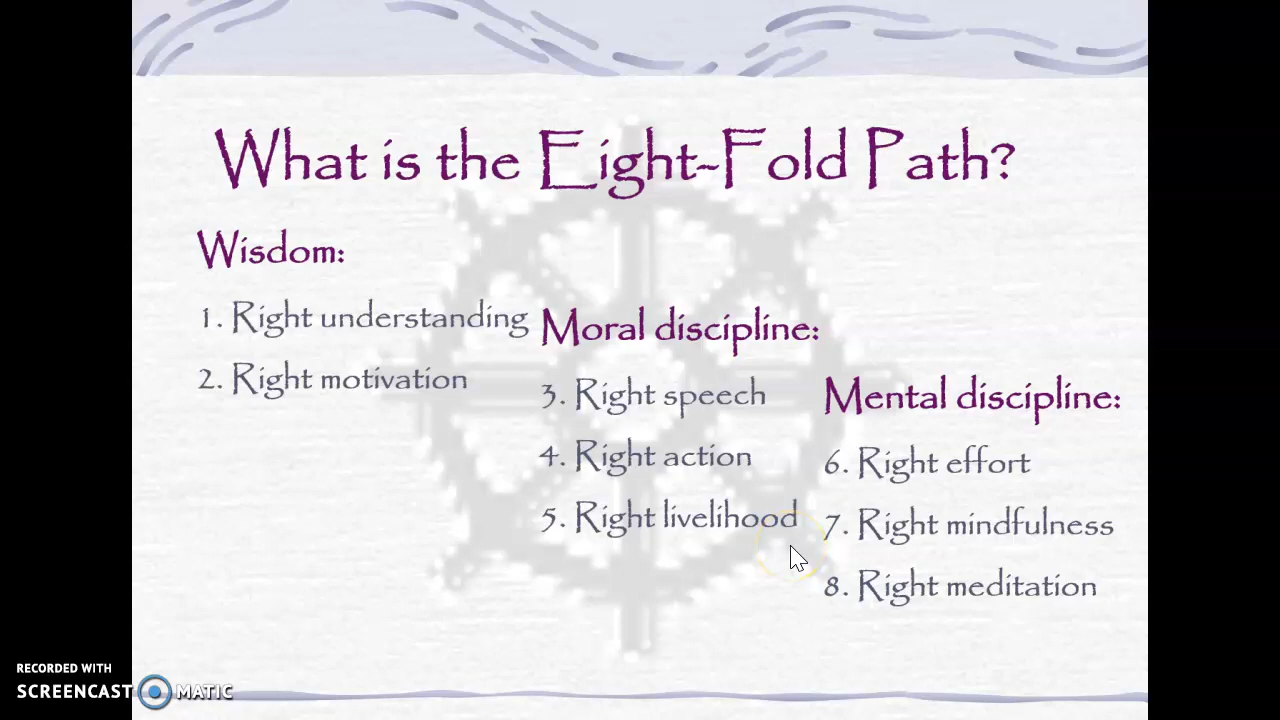 What is the Eight-Fold Path?
Wisdom:
1. Right understanding
2. Right motivation
Moral discipline:
3. Right speech
4. Right action
5. Right livelihood
Mental discipline:
6. Right effort
7. Right mindfulness
8. Right meditation
RECORDED WITH
SCREENCAST MATIC